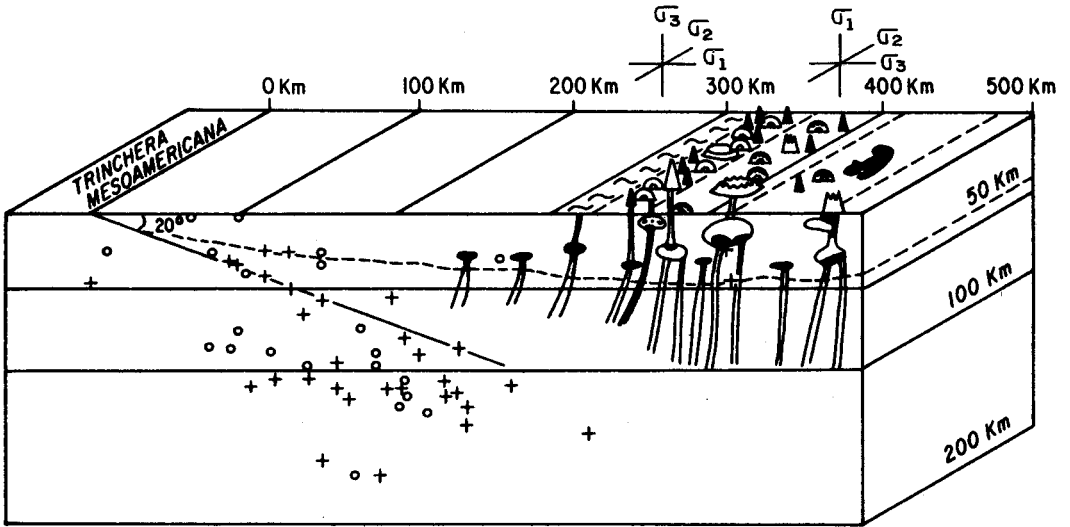 σ3
σ2
σ1
σ1
σ2
σ3
0 Km
100 Km
200 Km
300 Km
400 Km
500 Km
TRINCHERA
MESOAMERICANA
20°
50 Km
100 Km
200 Km